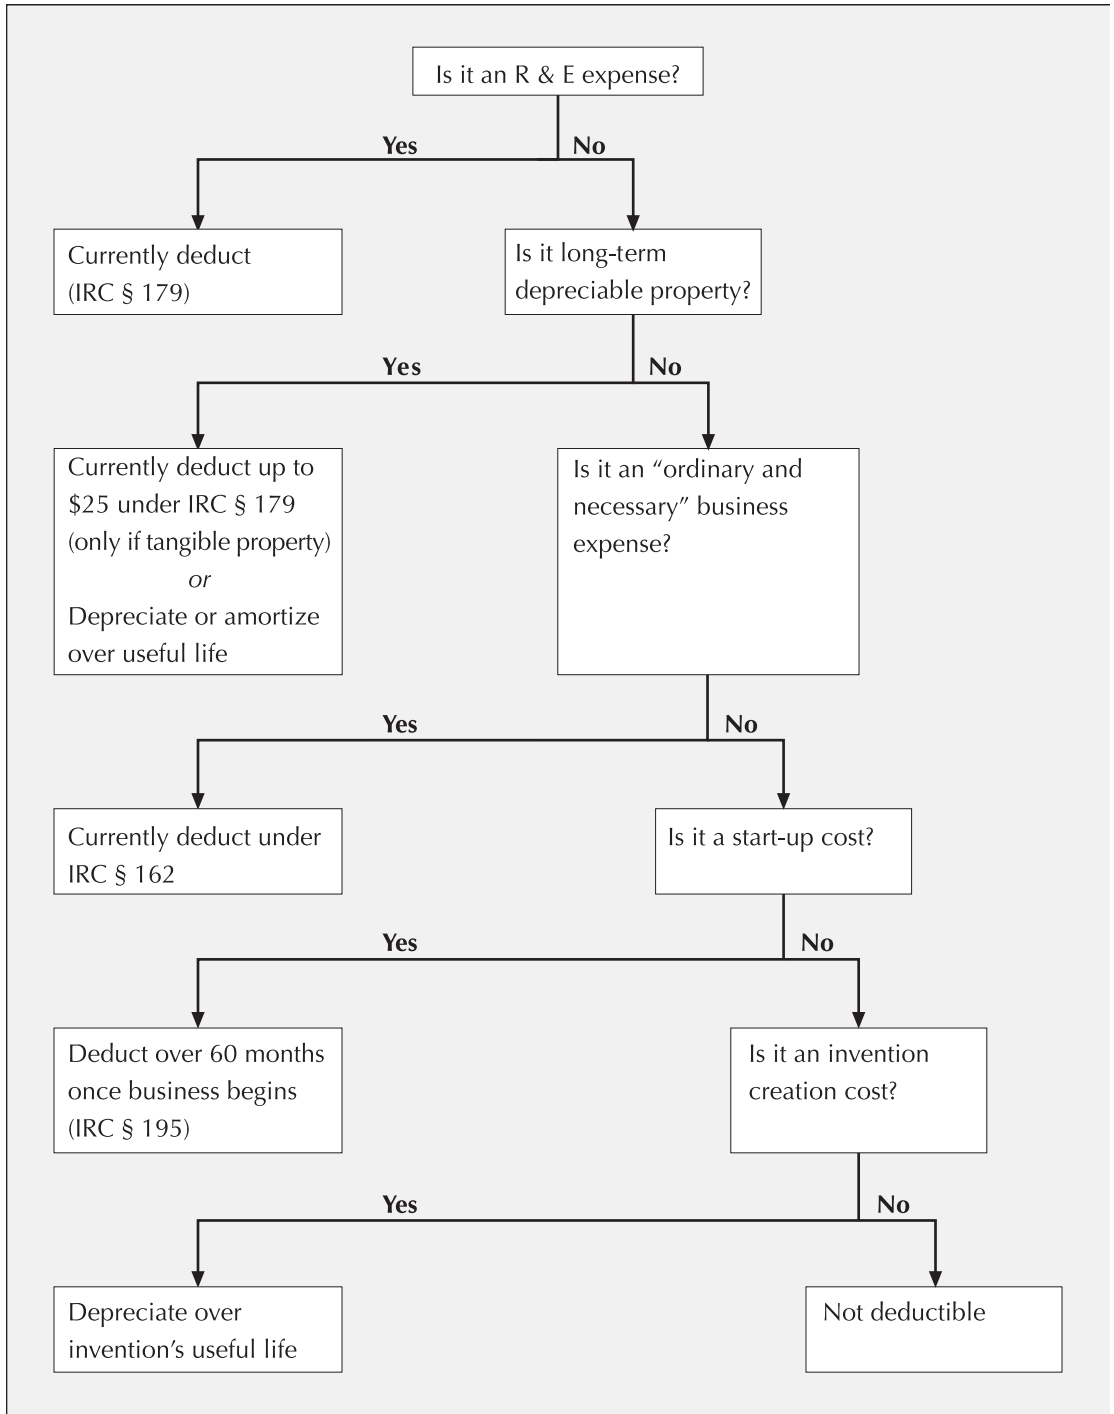 Is it an R & E expense?
Yes
No
Currently deduct
(IRC § 179)
Is it long-term
depreciable property?
Yes
No
Currently deduct up to
$25 under IRC § 179
(only if tangible property)
or
Depreciate or amortize
over useful life
Is it an “ordinary and
necessary” business
expense?
Yes
No
Currently deduct under
IRC § 162
Is it a start-up cost?
Yes
No
Deduct over 60 months
once business begins
(IRC § 195)
Is it an invention
creation cost?
Yes
No
Depreciate over
invention’s useful life
Not deductible